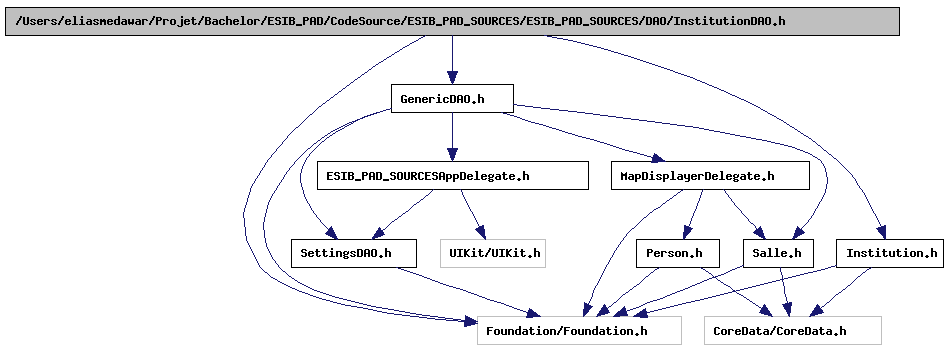 /Users/eliasmedawar/Projet/Bachelor/ESIB_PAD/CodeSource/ESIB_PAD_SOURCES/ESIB_PAD_SOURCES/DAO/InstitutionDAO.h
GenericDAO.h
ESIB_PAD_SOURCESAppDelegate.h
MapDisplayerDelegate.h
SettingsDAO.h
UIKit/UIKit.h
Person.h
Salle.h
Institution.h
Foundation/Foundation.h
CoreData/CoreData.h